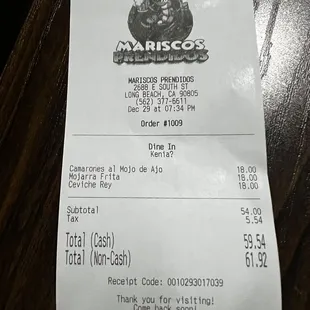 MARISCOS
PRENDIDOS
MARISCOS PRENDIDOS
2688 E SOUTH ST
LONG BEACH, CA 90805
(562) 377-6611
Dec 29 at 07:34 PM
Order #1009
Dine In
Kenia?
Camarones al Mojo de Ajo 18.00
Mojarra Frita 18.00
Ceviche Rey 18.00
Subtotal 54.00
Tax 5.54
Total (Cash) 59.54
Total (Non-Cash) 61.92
Receipt Code: 0010293017039
Thank you for visiting!
Come back soon!